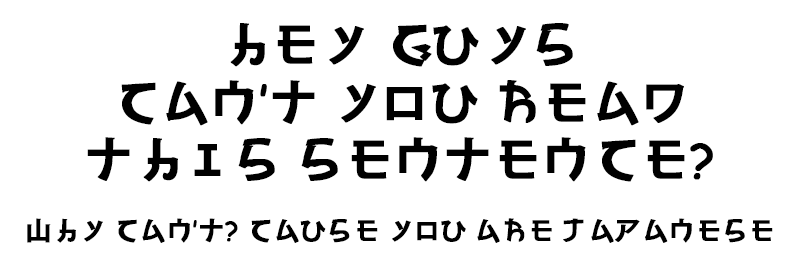 HEY GUYS
CAN'T YOU READ
THIS SENTENCE?
WHY CAN'T? CAUSE YOU ARE JAPANESE